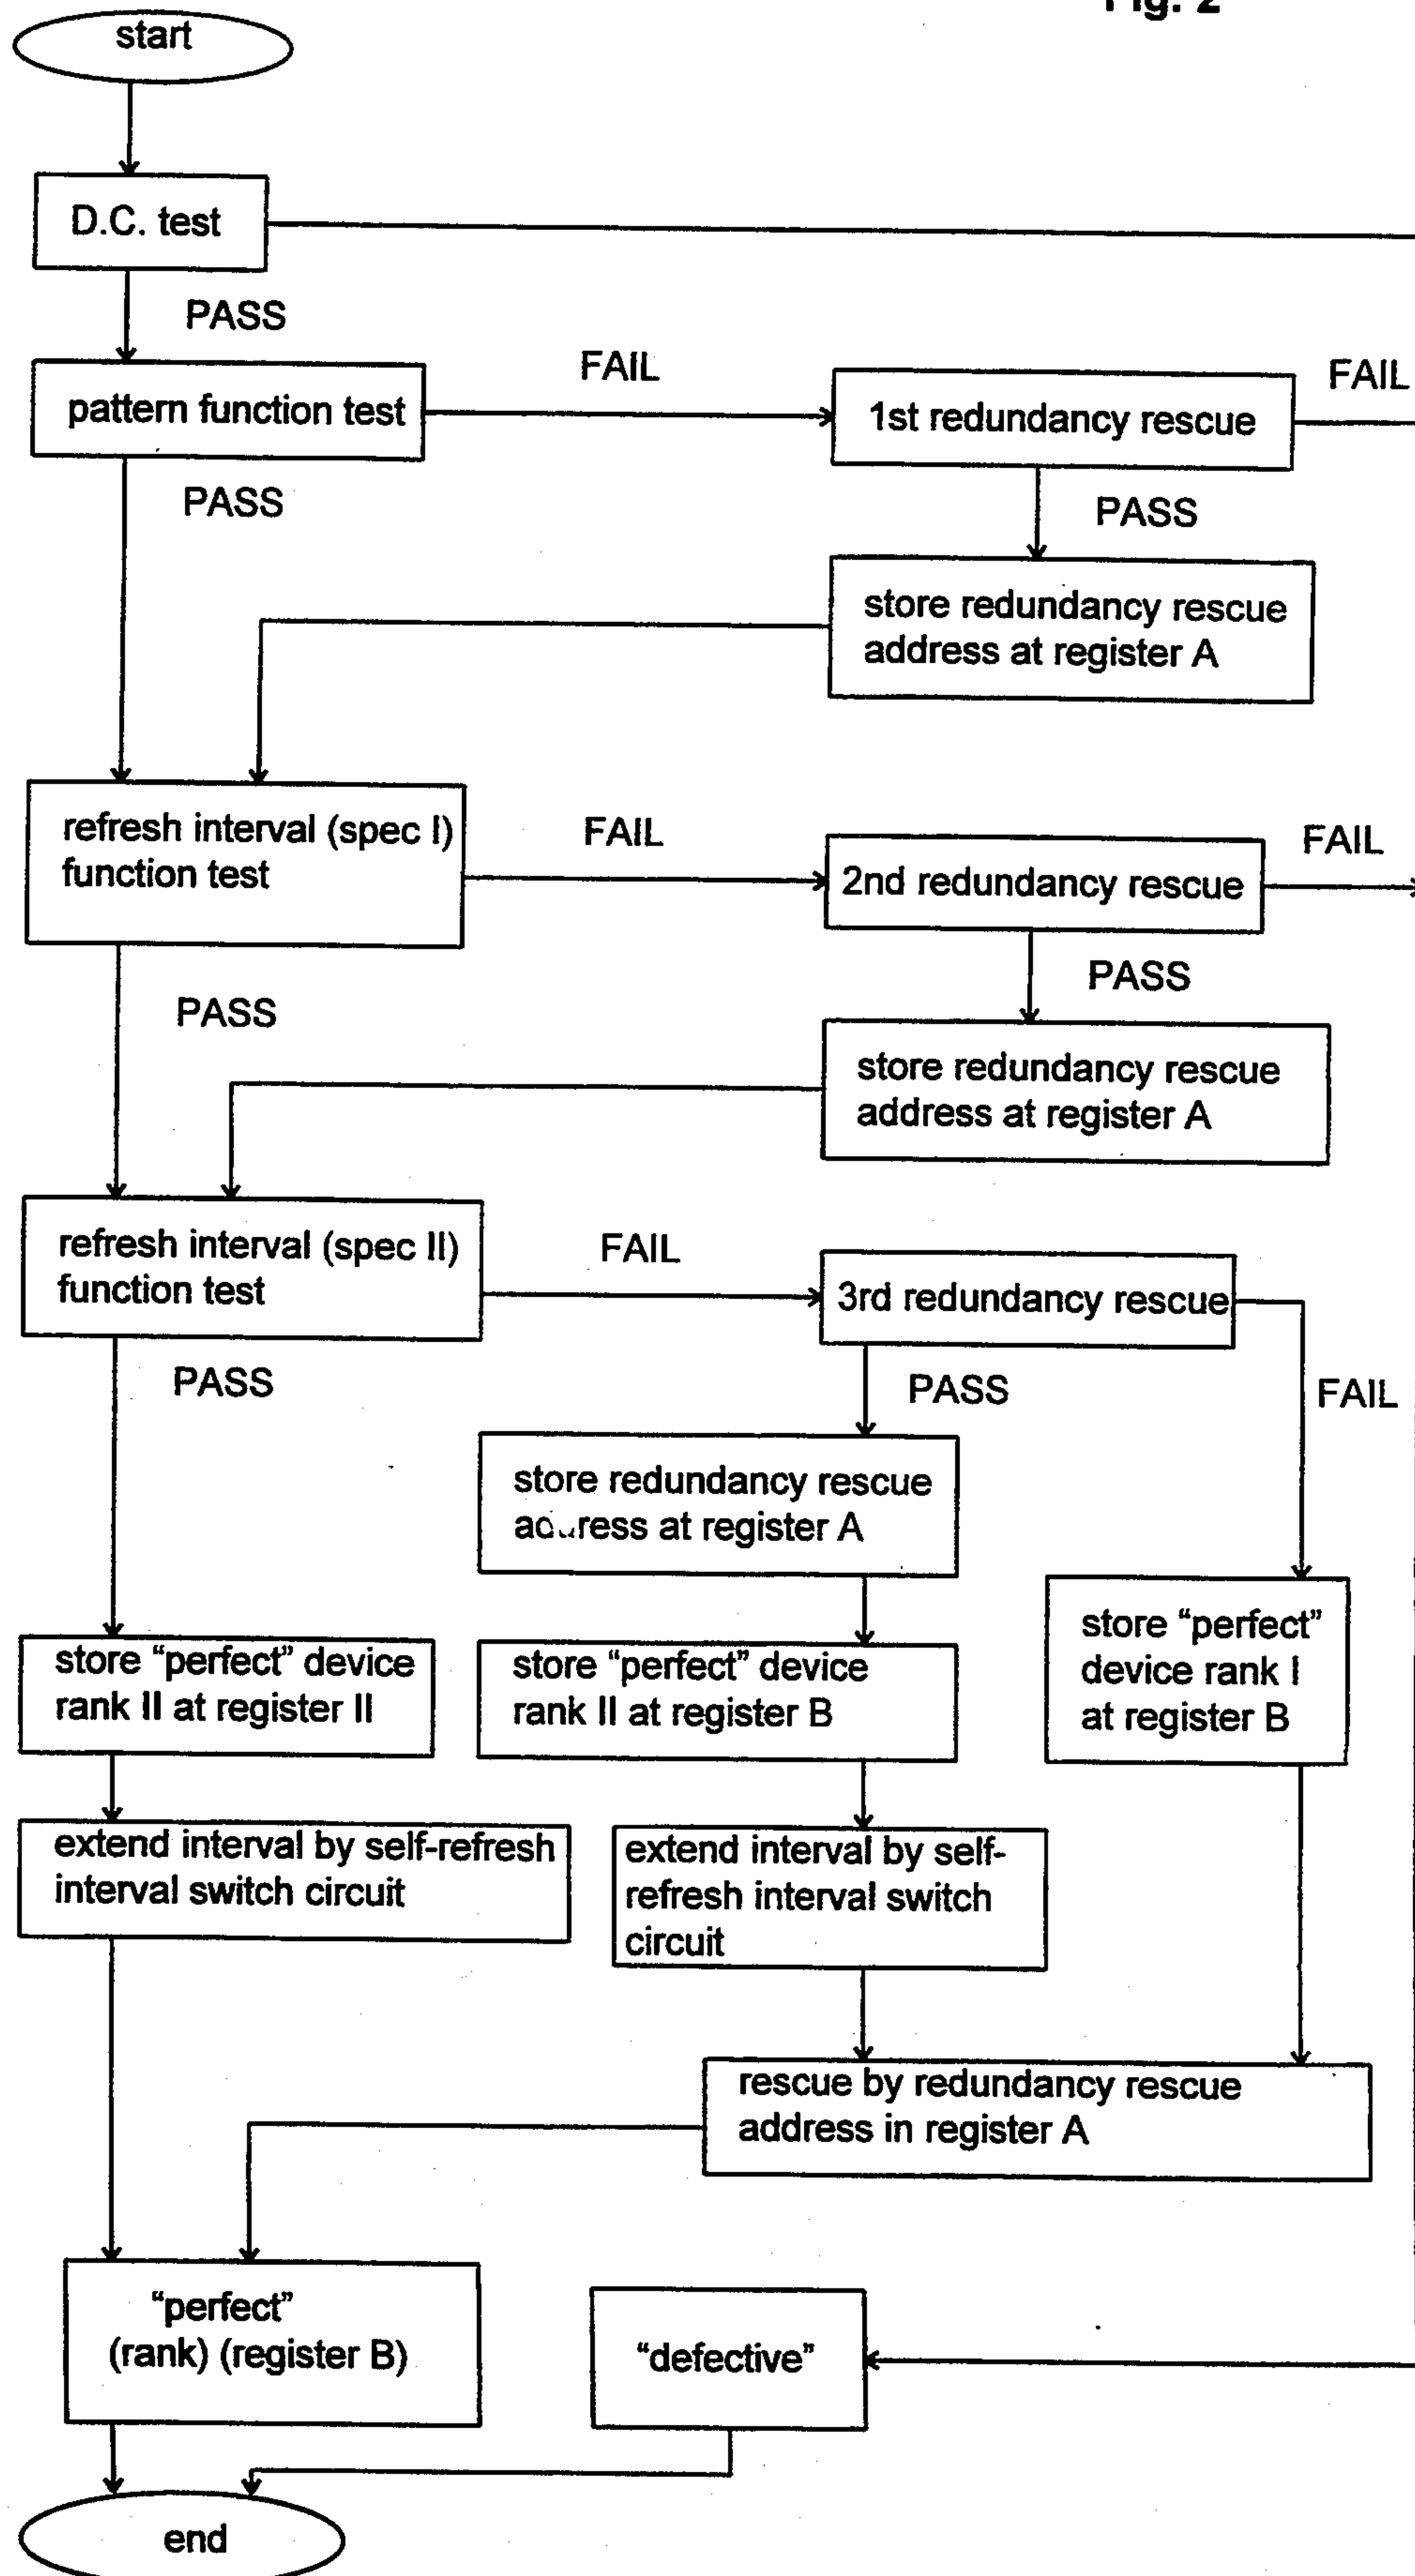 Fig. 2
start
D.C. test
PASS
pattern function test
FAIL
1st redundancy rescue
FAIL
PASS
PASS
store redundancy rescue
address at register A
refresh interval (spec I)
function test
FAIL
2nd redundancy rescue
FAIL
PASS
PASS
store redundancy rescue
address at register A
refresh interval (spec II)
function test
FAIL
3rd redundancy rescue
PASS
PASS
FAIL
store redundancy rescue
address at register A
store “perfect” device
rank II at register II
store “perfect” device
rank II at register B
store “perfect”
device rank I
at register B
extend interval by self-refresh
interval switch circuit
extend interval by self-
refresh interval switch
circuit
rescue by redundancy rescue
address in register A
“perfect”
(rank) (register B)
“defective”
end